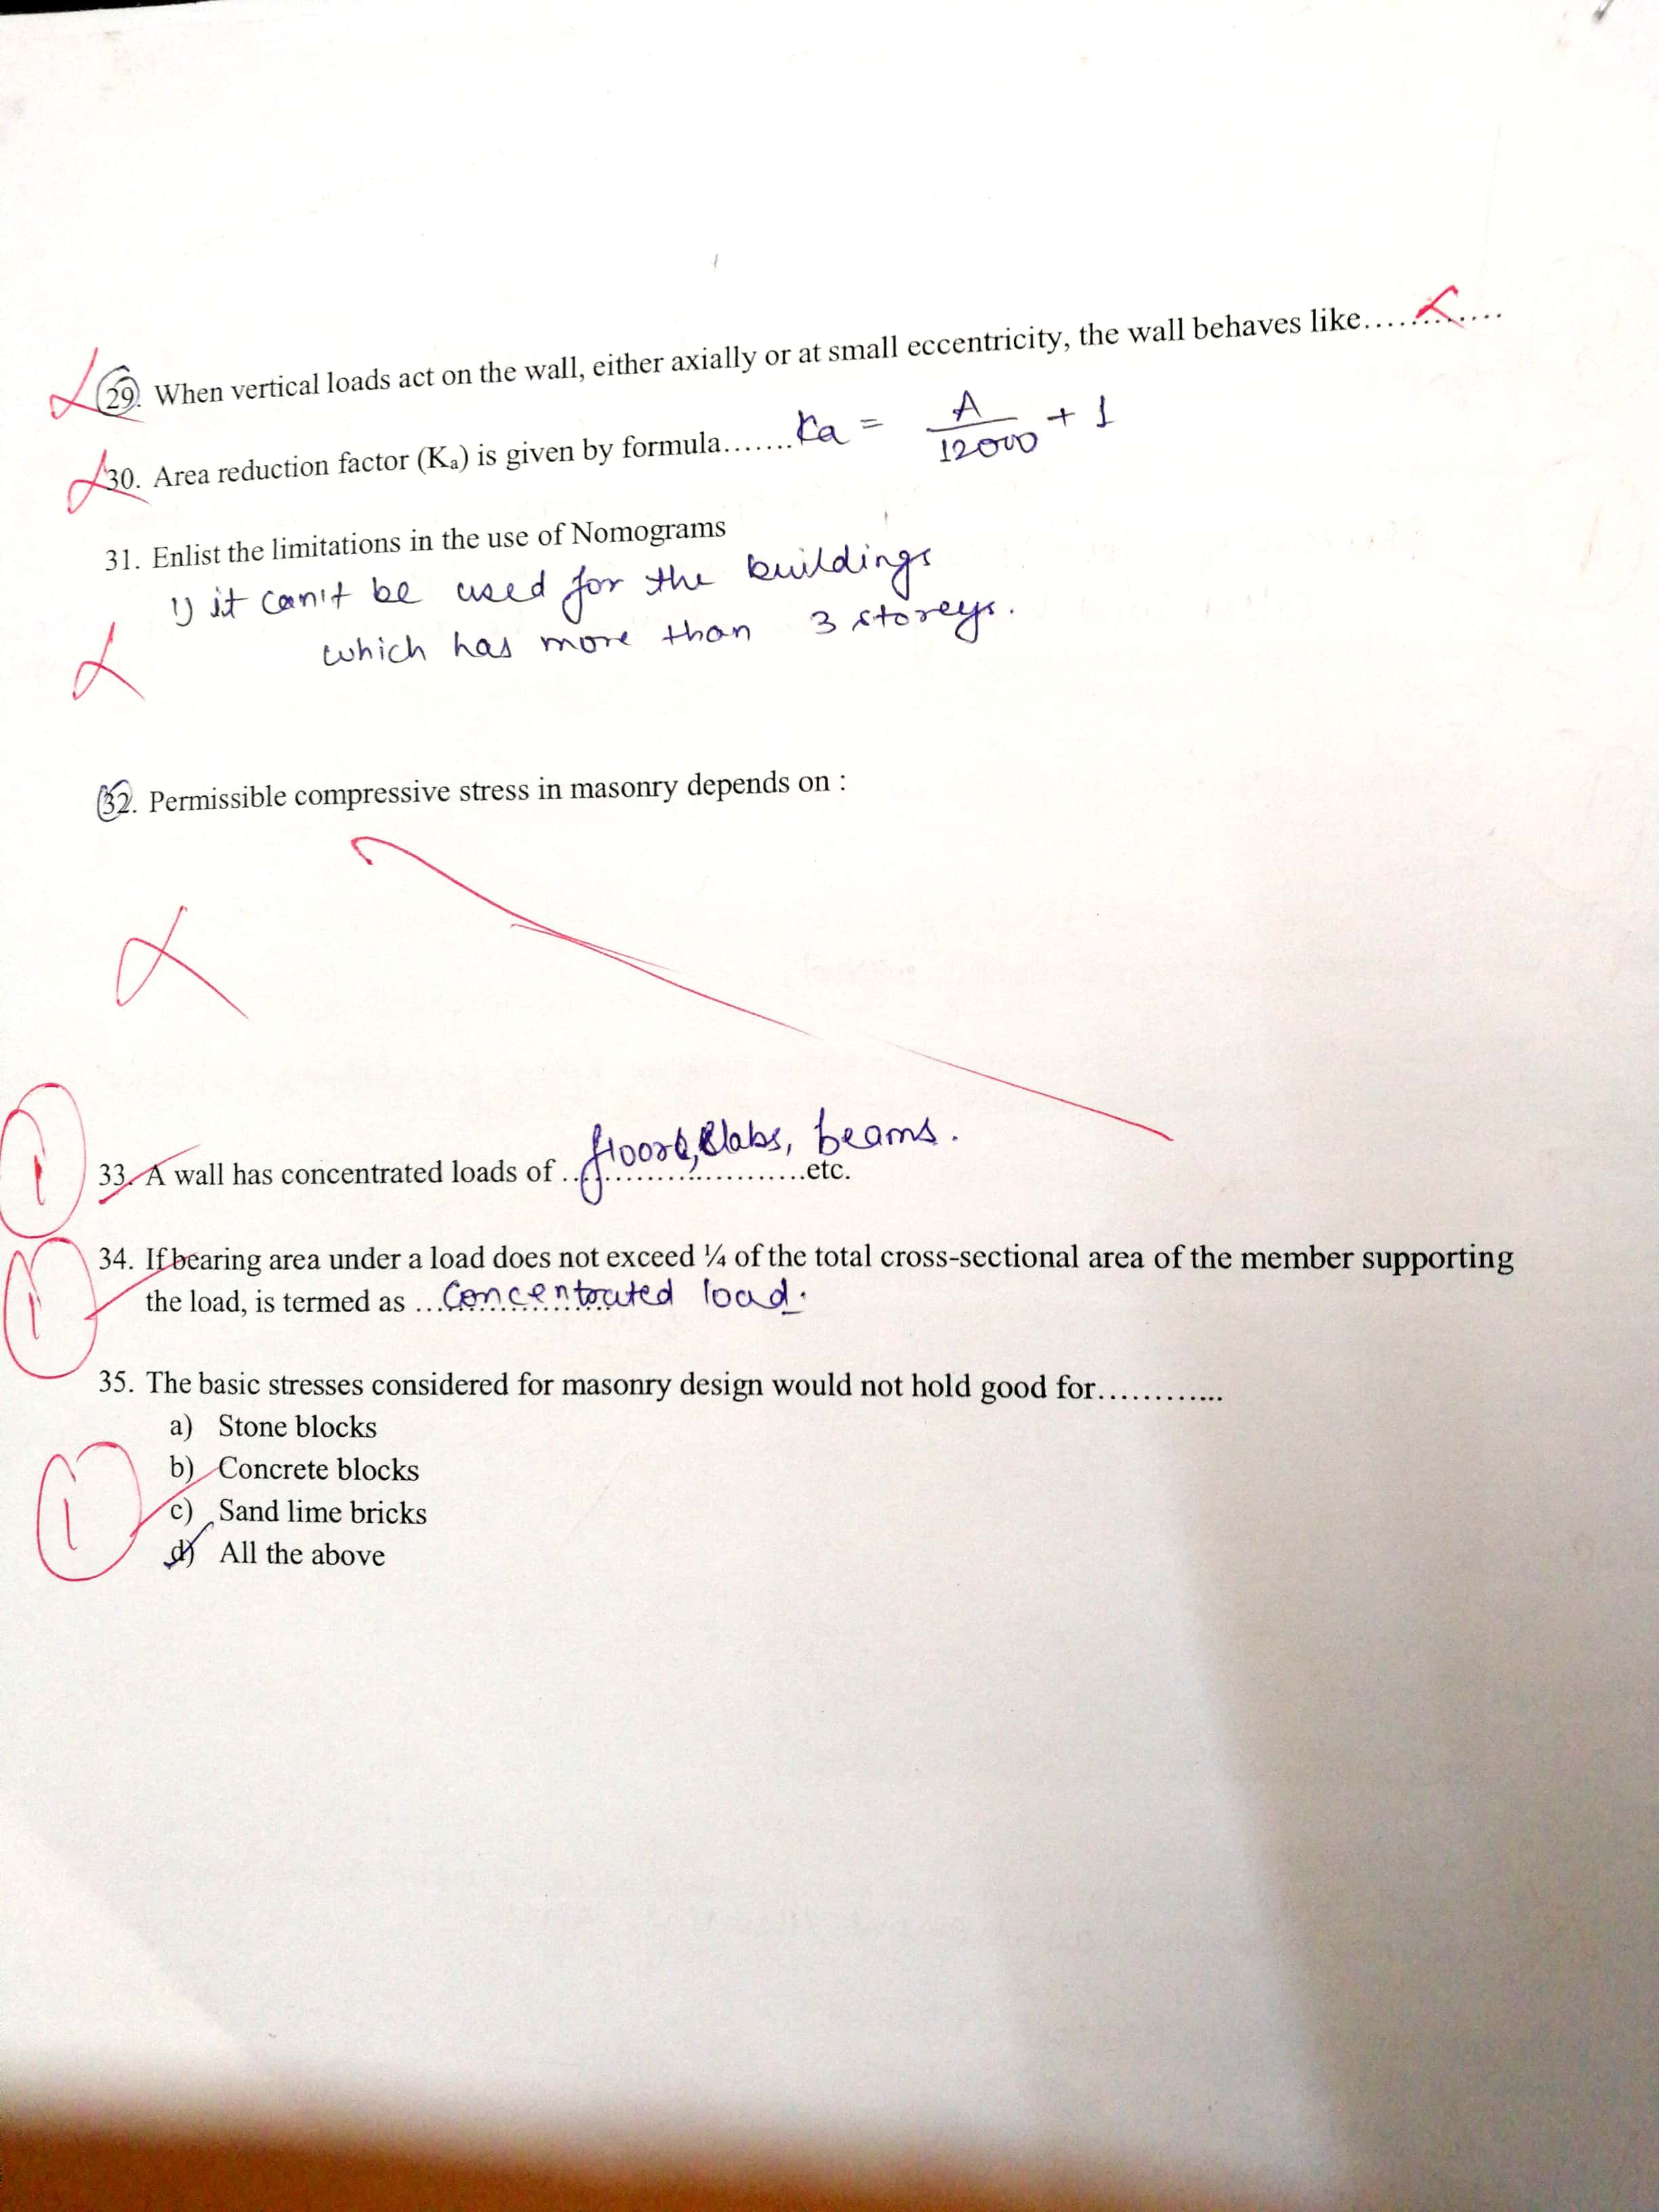 29. When vertical loads act on the wall, either axially or at small eccentricity, the wall behaves like............
30. Area reduction factor (Kₐ) is given by formula.......Ka = A/12000 + 1
31. Enlist the limitations in the use of Nomograms
1) it can't be used for the buildings
which has more than 3 storeys.
32. Permissible compressive stress in masonry depends on :
33. A wall has concentrated loads of ...floors, slabs, beams. ...etc.
34. If bearing area under a load does not exceed ¼ of the total cross-sectional area of the member supporting
the load, is termed as ...Concentrated load.
35. The basic stresses considered for masonry design would not hold good for............
a) Stone blocks
b) Concrete blocks
c) Sand lime bricks
d) All the above
1
1
1